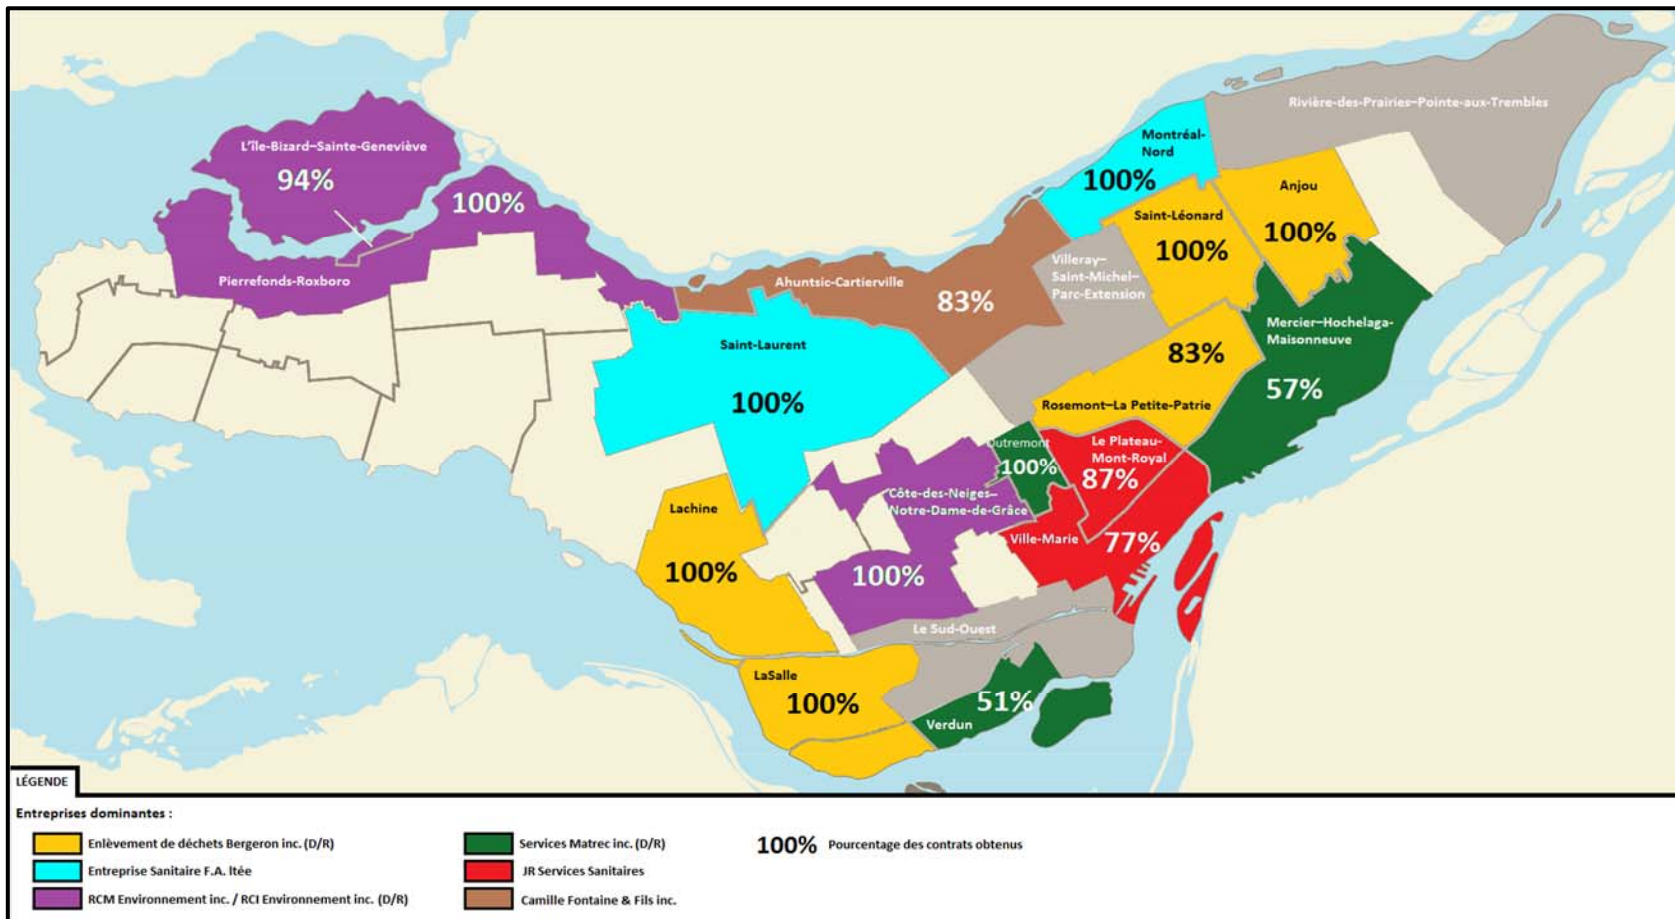 Rivière-des-Prairies–Pointe-aux-Trembles
Montréal-
Nord
100%
L'île-Bizard–Sainte-Geneviève
94%
100%
Anjou
100%
Saint-Léonard
100%
Villeray–
Saint-Michel–
Parc-Extension
Pierrefonds-Roxboro
Ahuntsic-Cartierville
83%
Mercier–Hochelaga-
Maisonneuve
57%
Saint-Laurent
100%
83%
Rosemont–La Petite-Patrie
Outremont
100%
Le Plateau-
Mont-Royal
87%
Côte-des-Neiges–
Notre-Dame-de-Grâce
100%
Lachine
100%
Ville-Marie
77%
Le Sud-Ouest
LaSalle
100%
51%
Verdun
LÉGENDE
Entreprises dominantes :
Enlèvement de déchets Bergeron inc. (D/R)
Entreprise Sanitaire F.A. ltée
RCM Environnement inc. / RCI Environnement inc. (D/R)
Services Matrec inc. (D/R)
JR Services Sanitaires
Camille Fontaine & Fils inc.
100% Pourcentage des contrats obtenus